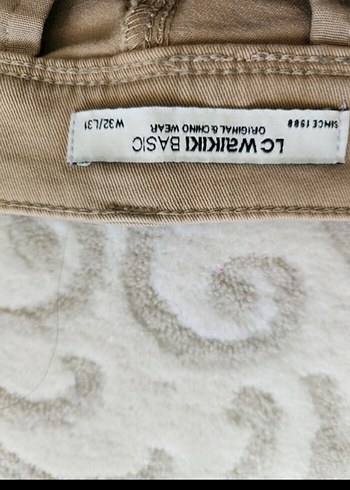 SINCE 1988
LC WAIKIKI BASIC
ORIGINAL & CHINO WEAR
W32/L31